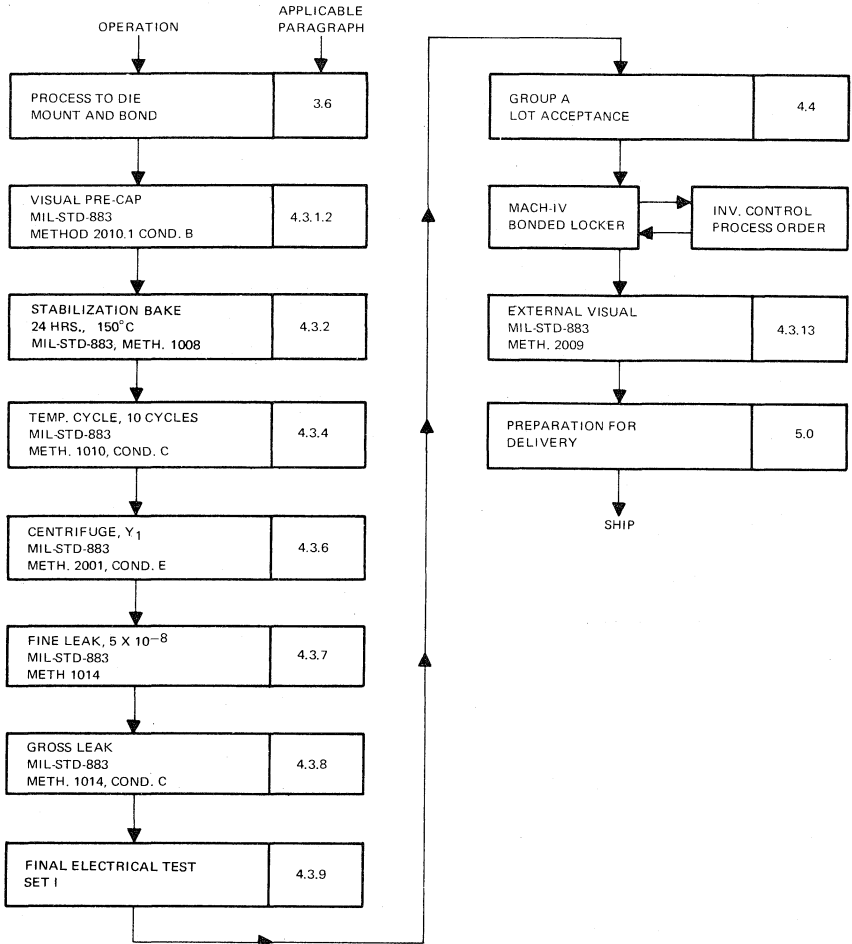 OPERATION
APPLICABLE
PARAGRAPH
PROCESS TO DIE
MOUNT AND BOND
3.6
VISUAL PRE-CAP
MIL-STD-883
METHOD 2010.1 COND. B
4.3.1.2
STABILIZATION BAKE
24 HRS., 150°C
MIL-STD-883, METH. 1008
4.3.2
TEMP. CYCLE, 10 CYCLES
MIL-STD-883
METH. 1010, COND. C
4.3.4
CENTRIFUGE, Y₁
MIL-STD-883
METH. 2001, COND. E
4.3.6
FINE LEAK, 5 X 10⁻⁸
MIL-STD-883
METH 1014
4.3.7
GROSS LEAK
MIL-STD-883
METH. 1014, COND. C
4.3.8
FINAL ELECTRICAL TEST
SET I
4.3.9
GROUP A
LOT ACCEPTANCE
4.4
MACH-IV
BONDED LOCKER
INV. CONTROL
PROCESS ORDER
EXTERNAL VISUAL
MIL-STD-883
METH. 2009
4.3.13
PREPARATION FOR
DELIVERY
5.0
SHIP